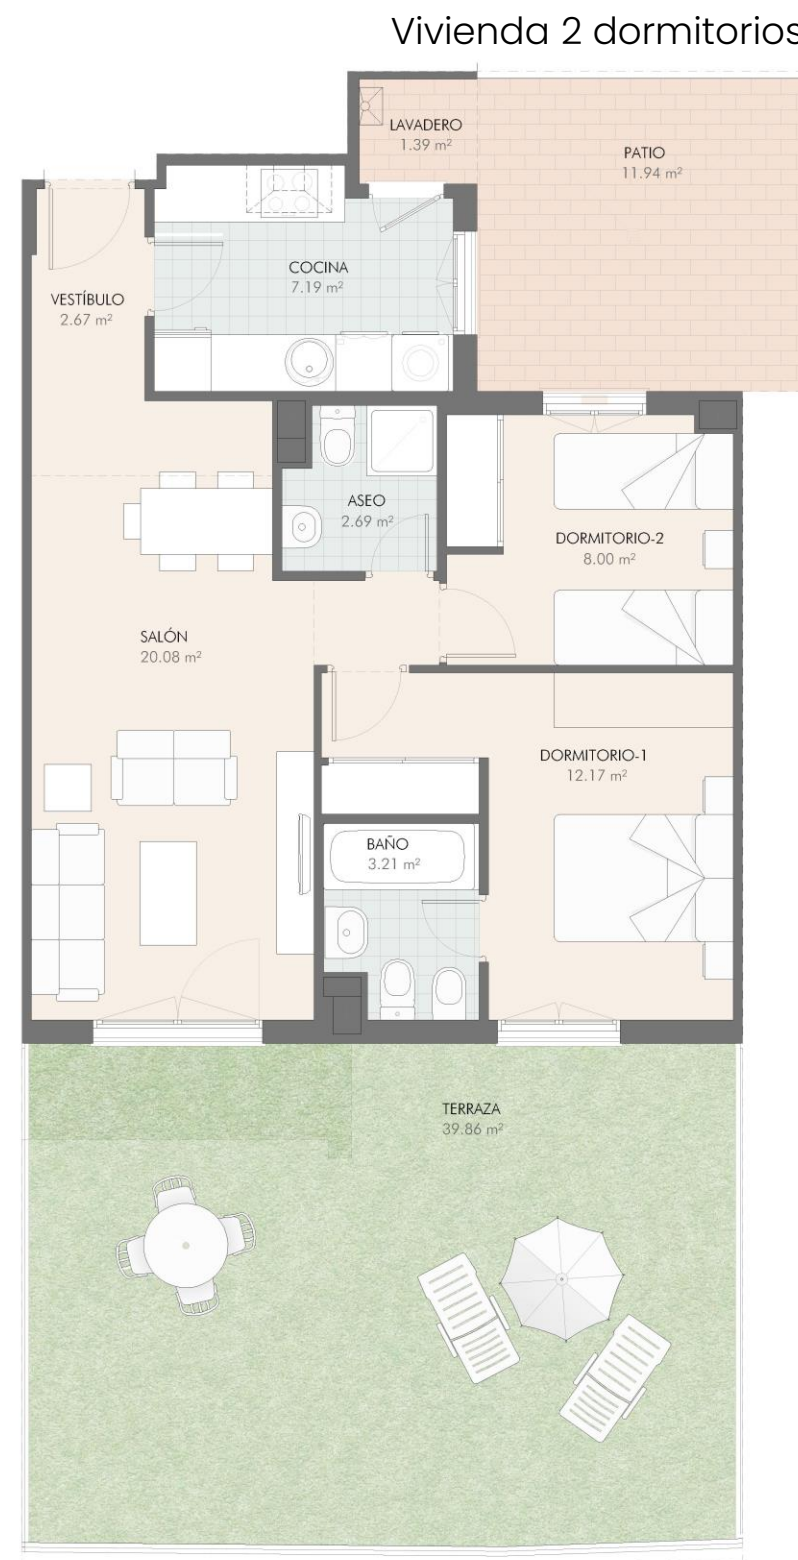 Vivienda 2 dormitorios
LAVADERO
1.39 m²
PATIO
11.94 m²
COCINA
7.19 m²
VESTÍBULO
2.67 m²
ASEO
2.69 m²
DORMITORIO-2
8.00 m²
SALÓN
20.08 m²
DORMITORIO-1
12.17 m²
BAÑO
3.21 m²
TERRAZA
39.86 m²